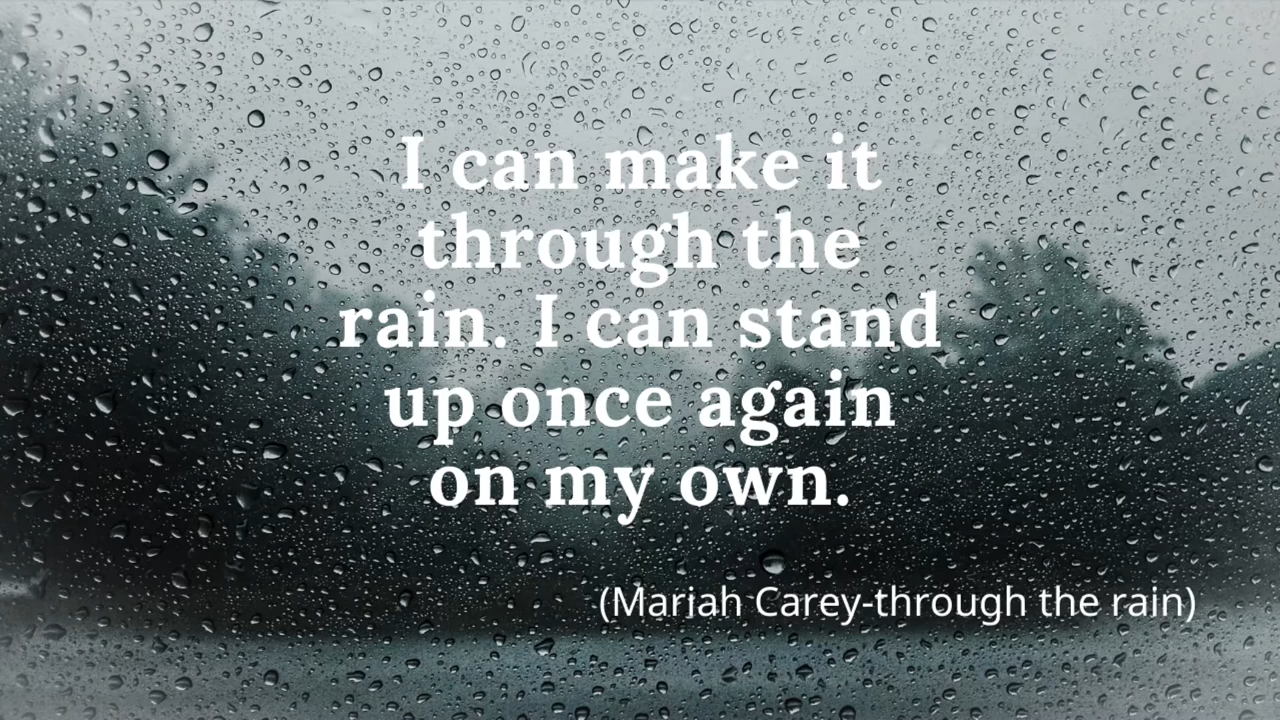 I can make it
through the
rain. I can stand
up once again
on my own.
(Mariah Carey-through the rain)